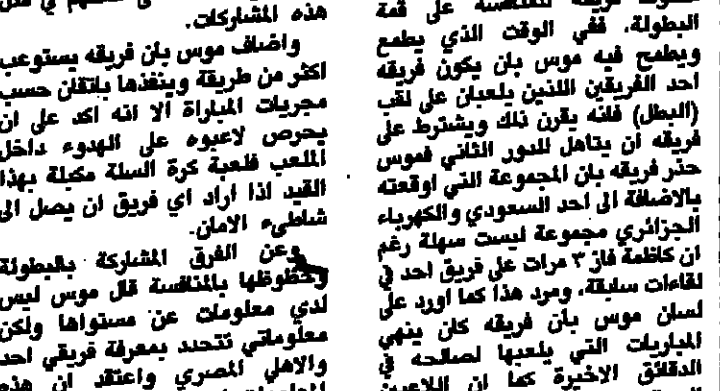 فريقه للمنافسة على قمة
البطولة، ففي الوقت الذي يطمع
ويطمح فيه موس بان يكون فريقه
احد الفريقين اللذين يلعبان على لقب
(البطل) فانه يقرن ذلك ويشترط على
فريقه ان يتاهل للدور الثاني فموس
حذر فريقه بان المجموعة التي اوقعته
بالاضافة الى احد السعودي والكهرباء
الجزائري مجموعة ليست سهلة رغم
ان كاظمة فاز ٣ مرات على فريق احد في
لقاءات سابقة، ومرد هذا كما اورد على
لسان موس بان فريقه كان ينهي
المباريات التي يلعبها لصالحه في
الدقائق الاخيرة كما ان اللاعبين
هذه المشاركات.
واضاف موس بان فريقه يستوعب
اكثر من طريقة وينفذها باتقان حسب
مجريات المباراة الا انه اكد على ان
يحرص لاعبوه على الهدوء داخل
الملعب فلعبة كرة السلة مكبلة بهذا
القيد اذا اراد اي فريق ان يصل الى
شاطىء الامان.
وعن الفرق المشاركة بالبطولة
وحظوظها بالمنافسة قال موس ليس
لدي معلومات عن مستواها ولكن
معلوماتي تتحدد بمعرفة فريقي احد
والاهلي المصري واعتقد ان هذه